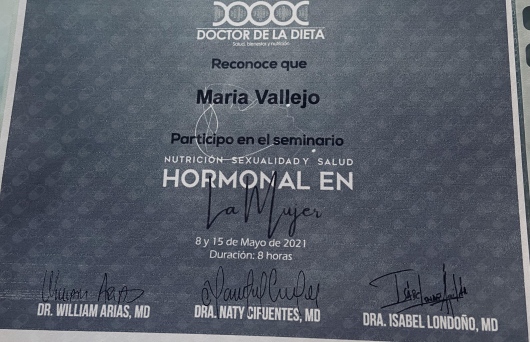 DOCTOR DE LA DIETA
Salud, bienestar y nutrición
Reconoce que
Maria Vallejo
Participo en el seminario
NUTRICIÓN SEXUALIDAD Y SALUD
HORMONAL EN
La Mujer
8 y 15 de Mayo de 2021
Duración: 8 horas
William Arias
DR. WILLIAM ARIAS, MD
DRA. NATY CIFUENTES, MD
DRA. ISABEL LONDOÑO, MD